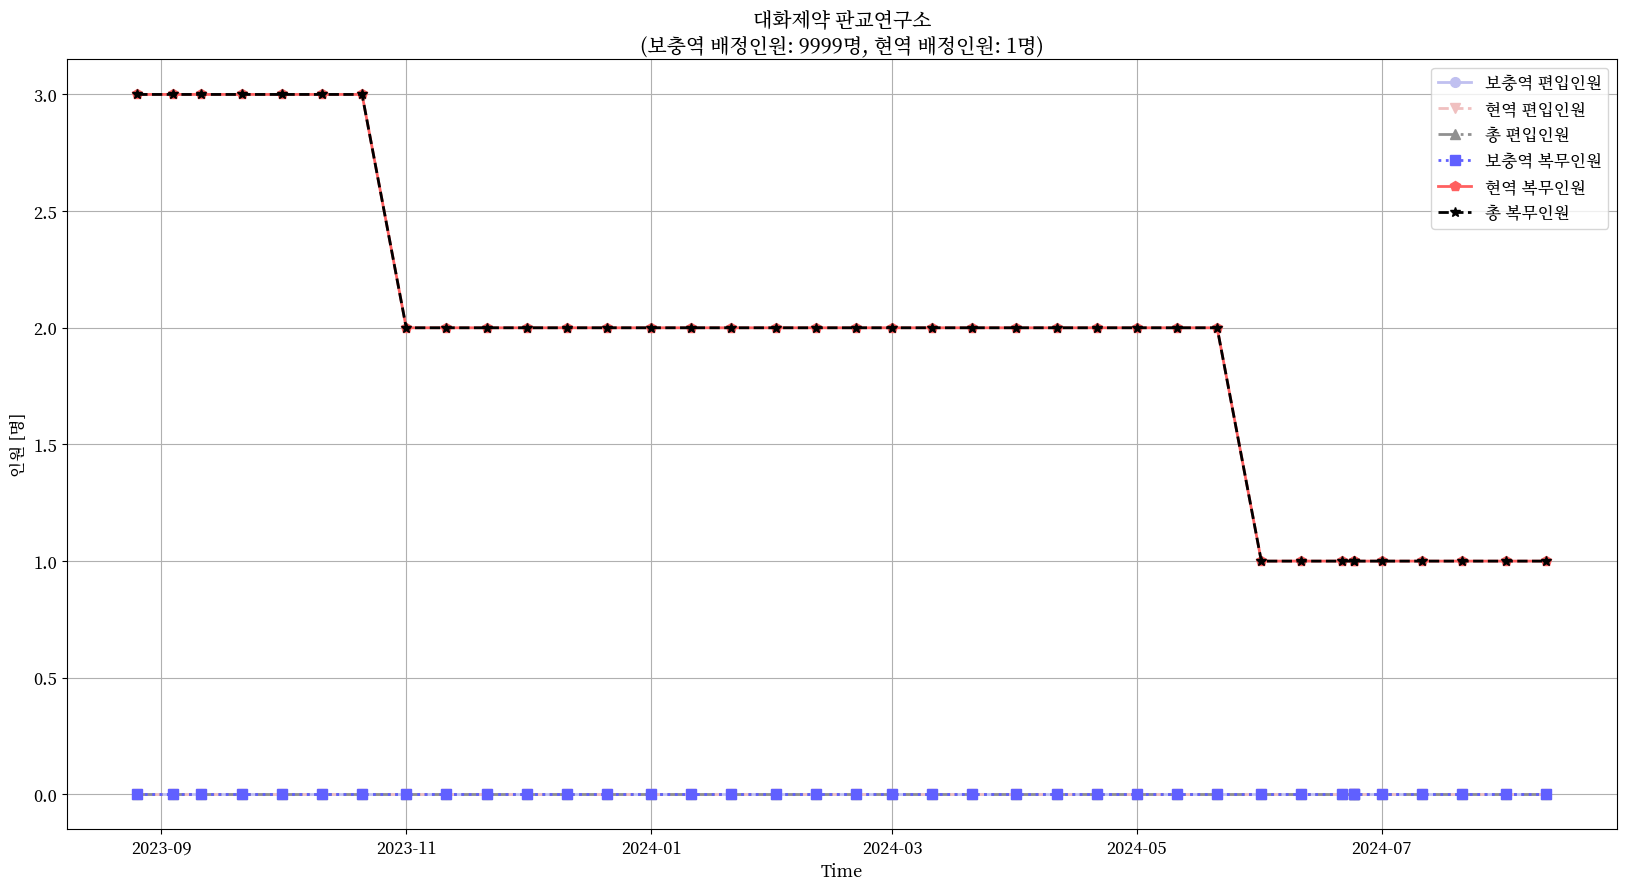 대화제약 판교연구소
(보충역 배정인원: 9999명, 현역 배정인원: 1명)
보충역 편입인원
현역 편입인원
총 편입인원
보충역 복무인원
현역 복무인원
총 복무인원
인원 [명]
3.0
2.5
2.0
1.5
1.0
0.5
0.0
2023-09
2023-11
2024-01
2024-03
2024-05
2024-07
Time